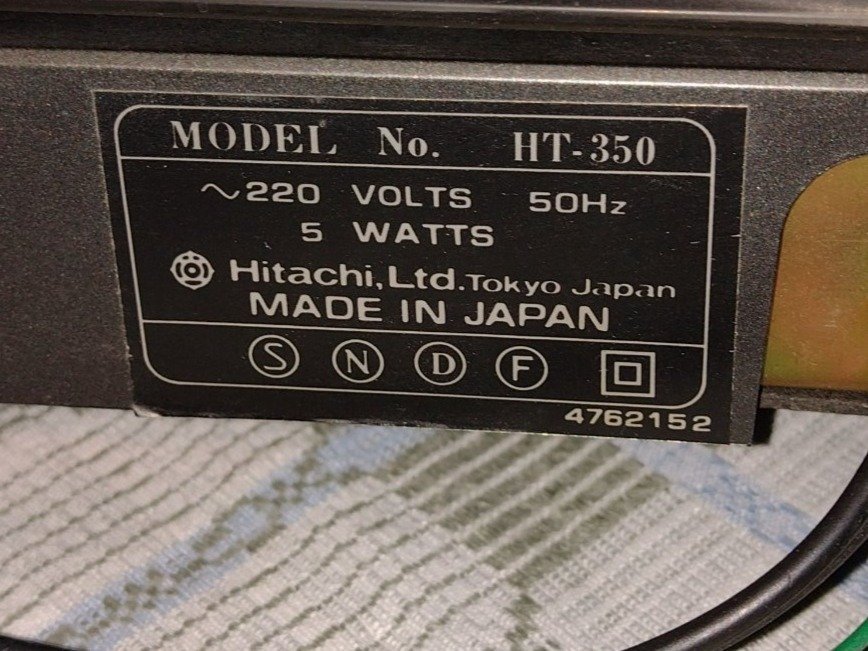 MODEL No. HT-350
~220 VOLTS 50Hz
5 WATTS
Hitachi, Ltd. Tokyo Japan
MADE IN JAPAN
S N D F
4762152